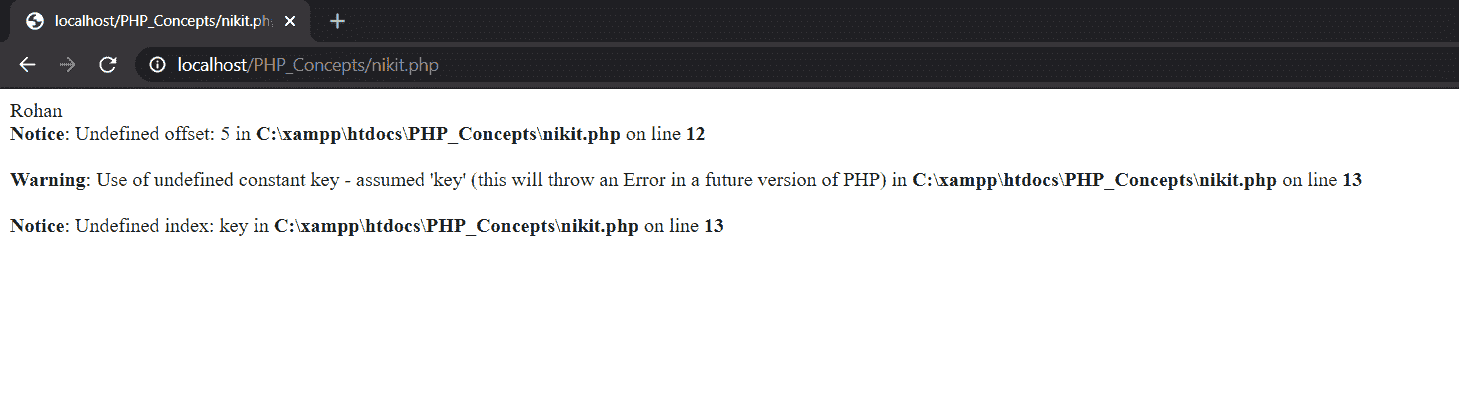 localhost/PHP_Concepts/nikit.ph
localhost/PHP_Concepts/nikit.php
Rohan
Notice: Undefined offset: 5 in C:\xampp\htdocs\PHP_Concepts\nikit.php on line 12
Warning: Use of undefined constant key - assumed 'key' (this will throw an Error in a future version of PHP) in C:\xampp\htdocs\PHP_Concepts\nikit.php on line 13
Notice: Undefined index: key in C:\xampp\htdocs\PHP_Concepts\nikit.php on line 13